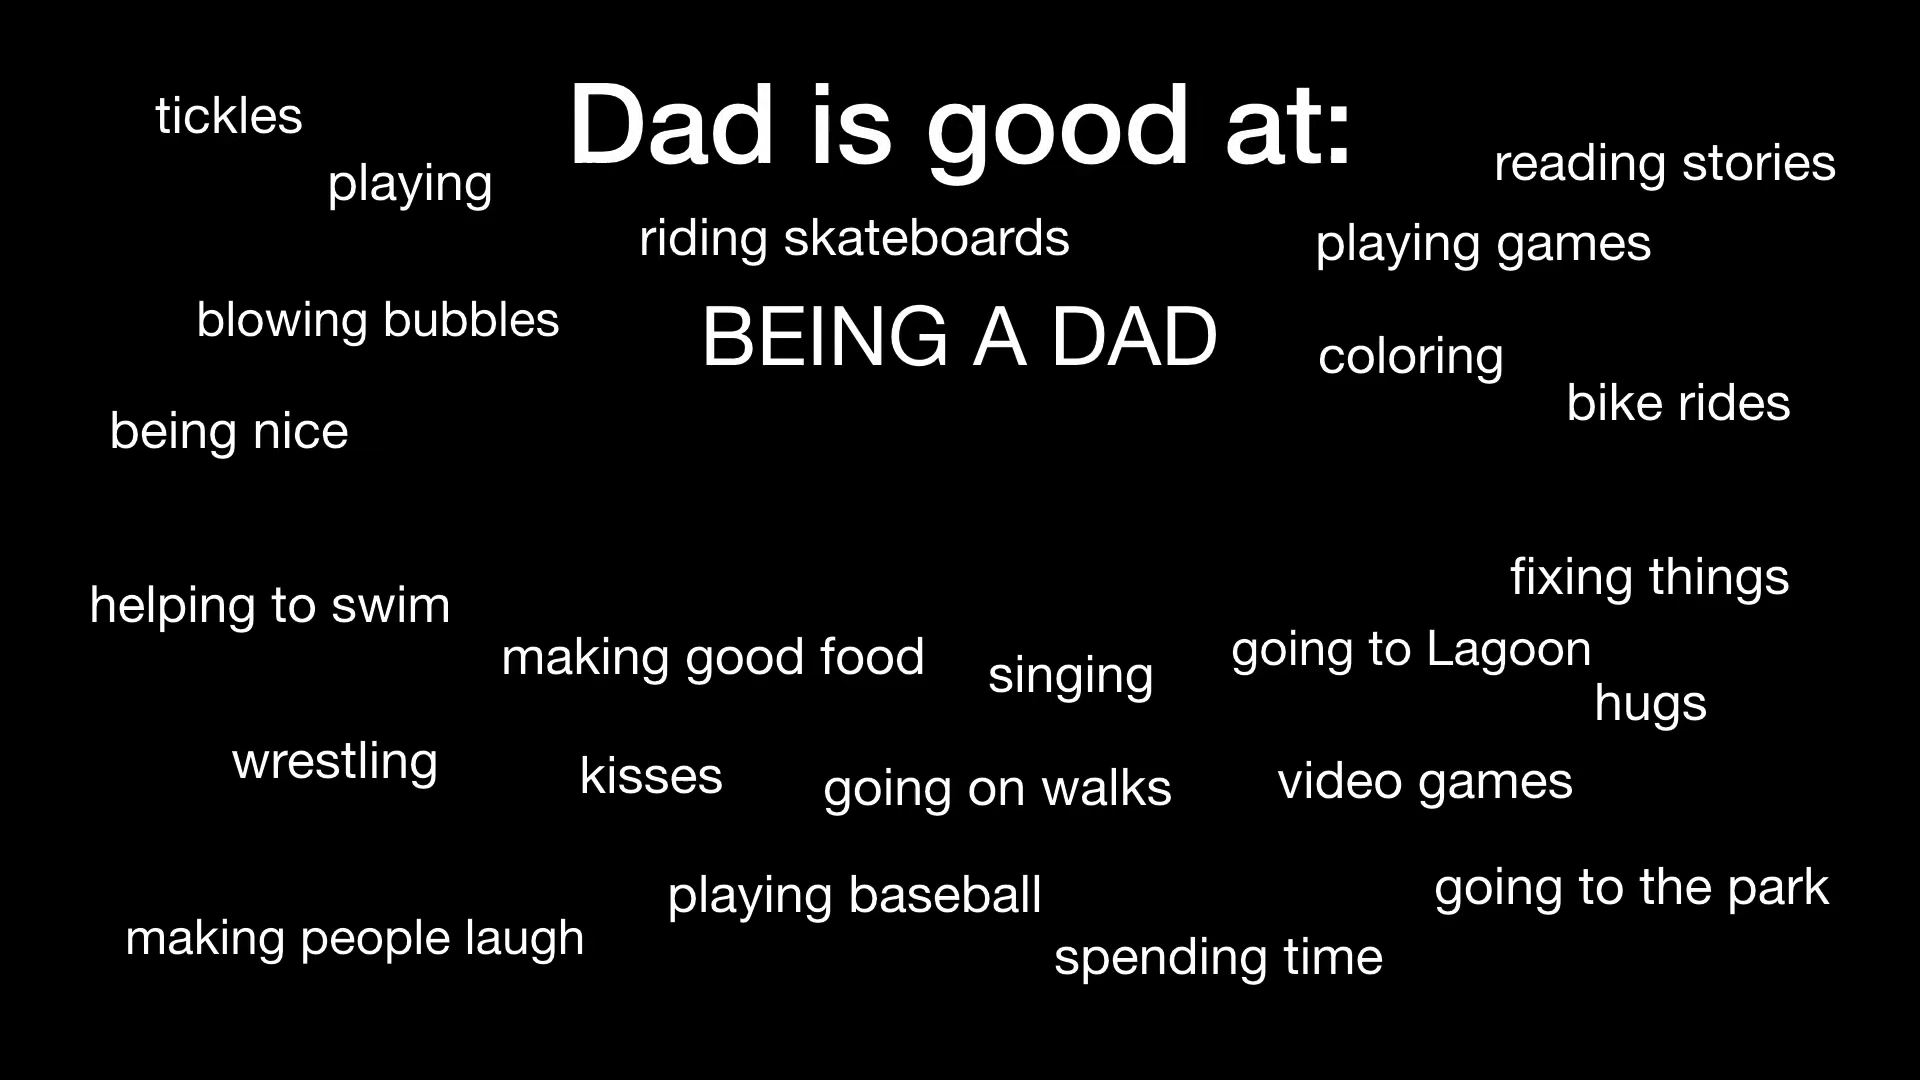 Dad is good at:
tickles
playing
reading stories
riding skateboards
playing games
blowing bubbles
BEING A DAD
coloring
bike rides
being nice
fixing things
helping to swim
making good food
singing
going to Lagoon
hugs
wrestling
kisses
going on walks
video games
playing baseball
going to the park
making people laugh
spending time